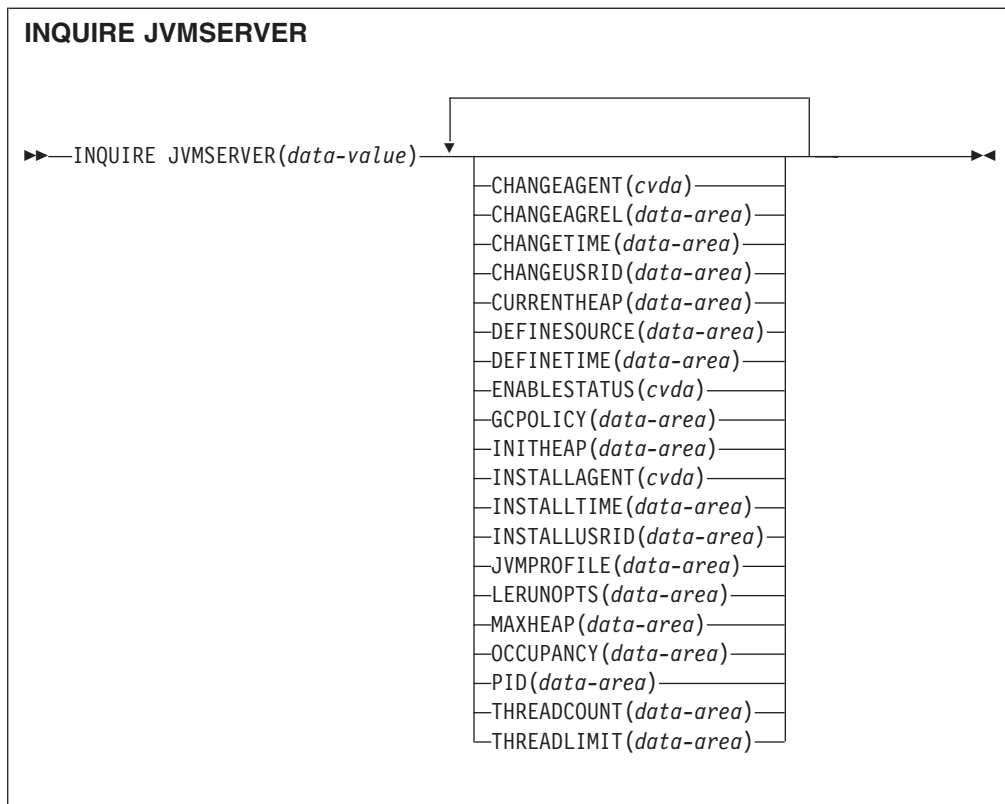 INQUIRE JVMSERVER
INQUIRE JVMSERVER(data-value)
CHANGEAGENT(cvda)
CHANGEAGREL(data-area)
CHANGETIME(data-area)
CHANGEUSRID(data-area)
CURRENTHEAP(data-area)
DEFINESOURCE(data-area)
DEFINETIME(data-area)
ENABLESTATUS(cvda)
GCPOLICY(data-area)
INITHEAP(data-area)
INSTALLAGENT(cvda)
INSTALLTIME(data-area)
INSTALLUSRID(data-area)
JVMPROFILE(data-area)
LERUNOPTS(data-area)
MAXHEAP(data-area)
OCCUPANCY(data-area)
PID(data-area)
THREADCOUNT(data-area)
THREADLIMIT(data-area)